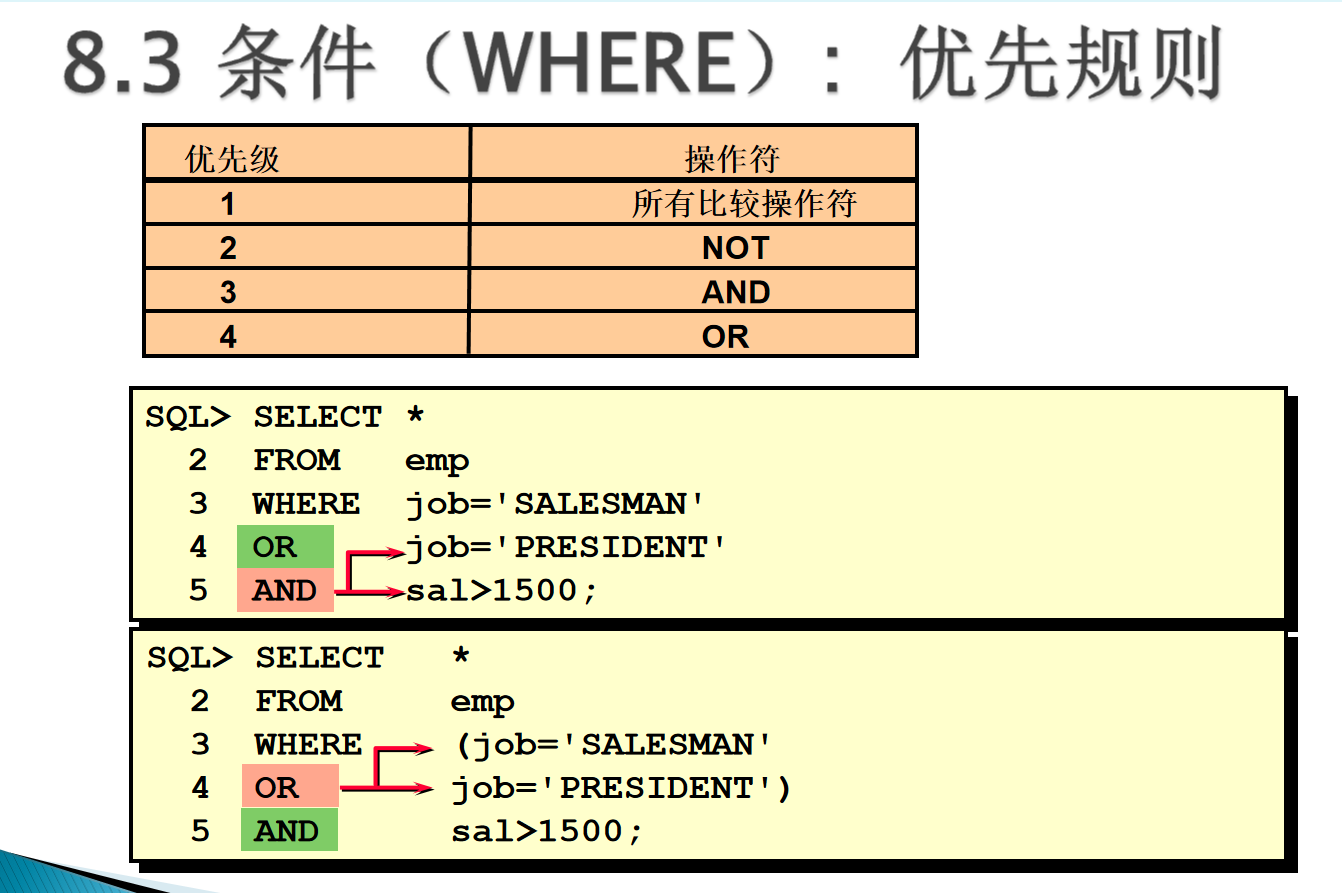 8.3 条件（WHERE）：优先规则
优先级 操作符
1 所有比较操作符
2 NOT
3 AND
4 OR
SQL> SELECT *
2 FROM emp
3 WHERE job='SALESMAN'
4 OR job='PRESIDENT'
5 AND sal>1500;
SQL> SELECT *
2 FROM emp
3 WHERE (job='SALESMAN'
4 OR job='PRESIDENT')
5 AND sal>1500;